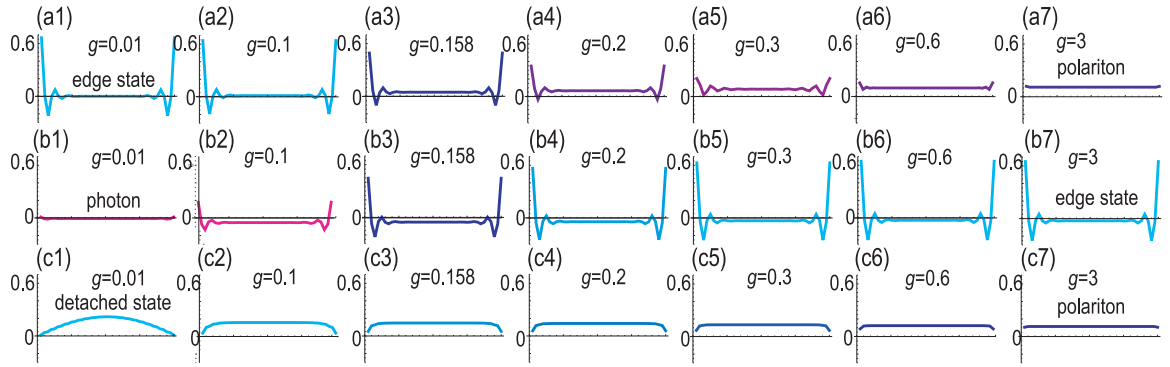 (a1) (a2) (a3) (a4) (a5) (a6) (a7)
0.6 g=0.01 0.6 g=0.1 0.6 g=0.158 0.6 g=0.2 0.6 g=0.3 0.6 g=0.6 0.6 g=3
edge state polariton
0 0 0 0 0 0 0
(b1) (b2) (b3) (b4) (b5) (b6) (b7)
0.6 g=0.01 0.6 g=0.1 0.6 g=0.158 0.6 g=0.2 0.6 g=0.3 0.6 g=0.6 0.6 g=3
photon edge state
0 0 0 0 0 0 0
(c1) (c2) (c3) (c4) (c5) (c6) (c7)
0.6 g=0.01 0.6 g=0.1 0.6 g=0.158 0.6 g=0.2 0.6 g=0.3 0.6 g=0.6 0.6 g=3
detached state polariton
0 0 0 0 0 0 0